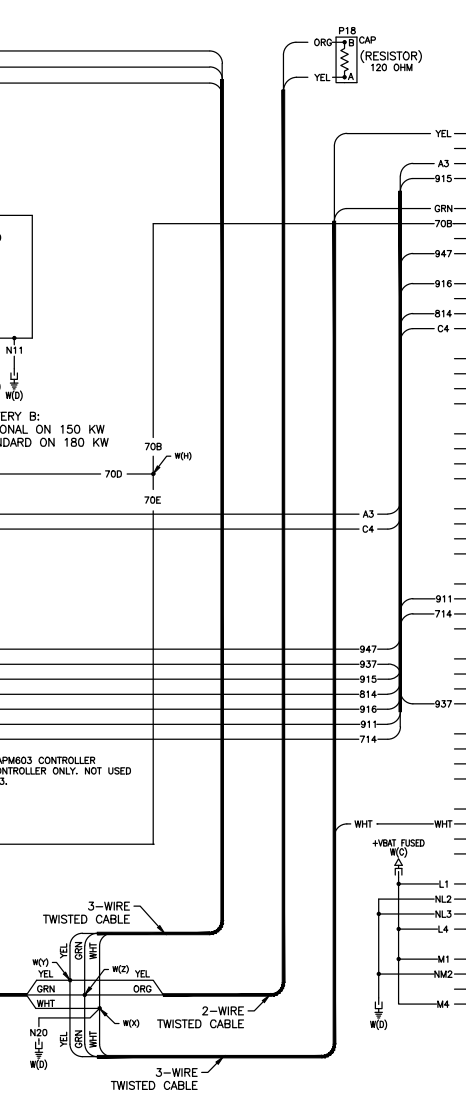 P18
ORG B CAP
(RESISTOR)
120 OHM
YEL A
YEL
A3
915
GRN
70B
947
916
814
C4
N11
W(D)
ERY B:
ONAL ON 150 KW
NDARD ON 180 KW
70B
W(H)
70D
70E
A3
C4
911
714
947
937
915
814
937
916
911
714
APM603 CONTROLLER
ONTROLLER ONLY. NOT USED
3.
WHT WHT
+VBAT FUSED
W(C)
L1
NL2
NL3
L4
M1
NM2
M4
W(D)
3-WIRE
TWISTED CABLE
YEL GRN WHT
W(Y)
W(Z)
YEL YEL
GRN ORG
WHT
2-WIRE
TWISTED CABLE
W(X)
N20
W(D)
YEL GRN WHT
3-WIRE
TWISTED CABLE